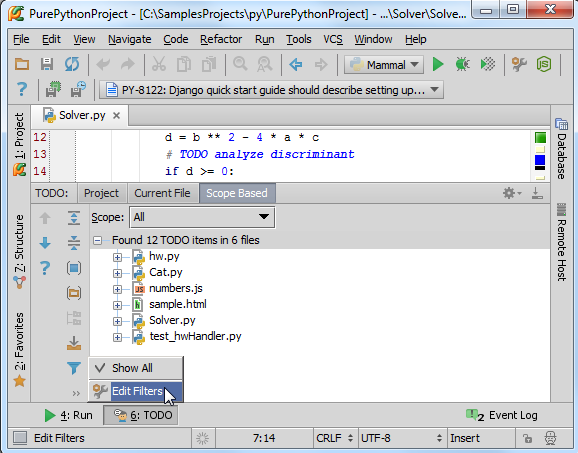 PurePythonProject - [C:\SamplesProjects\py\PurePythonProject] - ...\Solver\Solve...
File Edit View Navigate Code Refactor Run Tools VCS Window Help
Mammal
PY-8122: Django quick start guide should describe setting up...
Solver.py
12 d = b ** 2 - 4 * a * c
13 # TODO analyze discriminant
14 if d >= 0:
TODO: Project Current File Scope Based
Scope: All
Found 12 TODO items in 6 files
hw.py
Cat.py
numbers.js
sample.html
Solver.py
test_hwHandler.py
Show All
Edit Filters
4: Run 6: TODO 2 Event Log
Edit Filters 7:14 CRLF UTF-8 Insert
1: Project
7: Structure
2: Favorites
Database
Remote Host